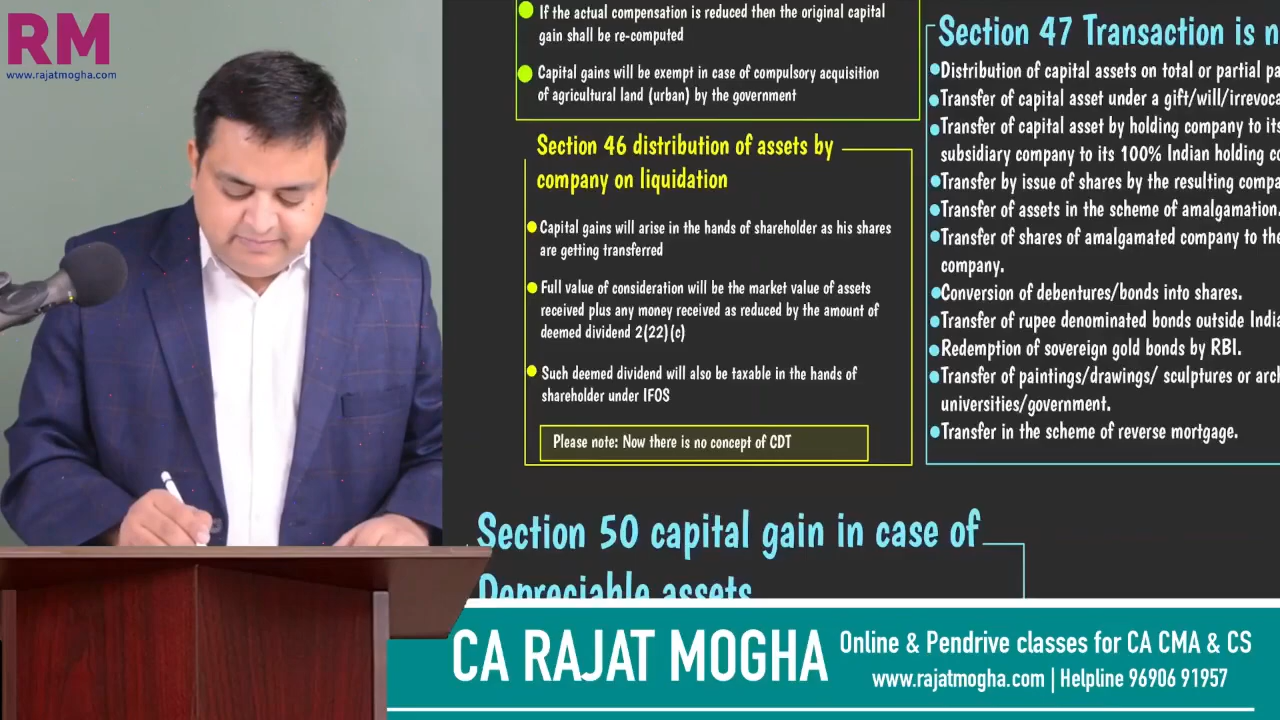 RM
www.rajatmogha.com
If the actual compensation is reduced then the original capital
gain shall be re-computed
Capital gains will be exempt in case of compulsory acquisition
of agricultural land (urban) by the government
Section 46 distribution of assets by
company on liquidation
Capital gains will arise in the hands of shareholder as his shares
are getting transferred
Full value of consideration will be the market value of assets
received plus any money received as reduced by the amount of
deemed dividend 2(22)(c)
Such deemed dividend will also be taxable in the hands of
shareholder under IFOS
Please note: Now there is no concept of CDT
Section 47 Transaction is n
Distribution of capital assets on total or partial pa
Transfer of capital asset under a gift/will/irrevoca
Transfer of capital asset by holding company to its
subsidiary company to its 100% Indian holding co
Transfer by issue of shares by the resulting compa
Transfer of assets in the scheme of amalgamation.
Transfer of shares of amalgamated company to the
company.
Conversion of debentures/bonds into shares.
Transfer of rupee denominated bonds outside India
Redemption of sovereign gold bonds by RBI.
Transfer of paintings/drawings/ sculptures or arch
universities/government.
Transfer in the scheme of reverse mortgage.
Section 50 capital gain in case of
Depreciable assets
CA RAJAT MOGHA
Online & Pendrive classes for CA CMA & CS
www.rajatmogha.com | Helpline 96906 91957